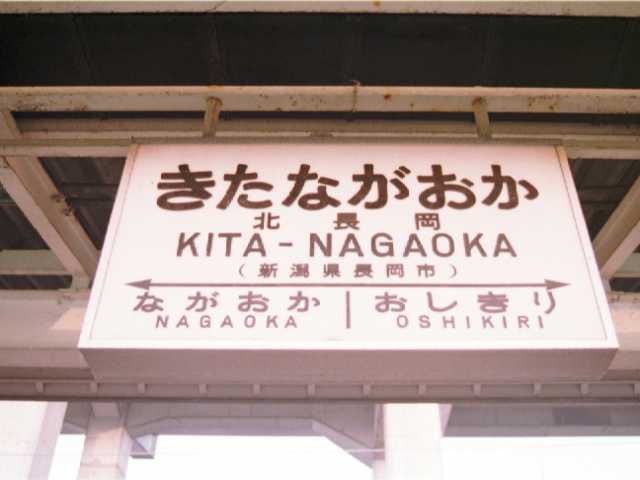 きたながおか
北長岡
KITA-NAGAOKA
(新潟県長岡市)
ながおか おしきり
NAGAOKA OSHIKIRI